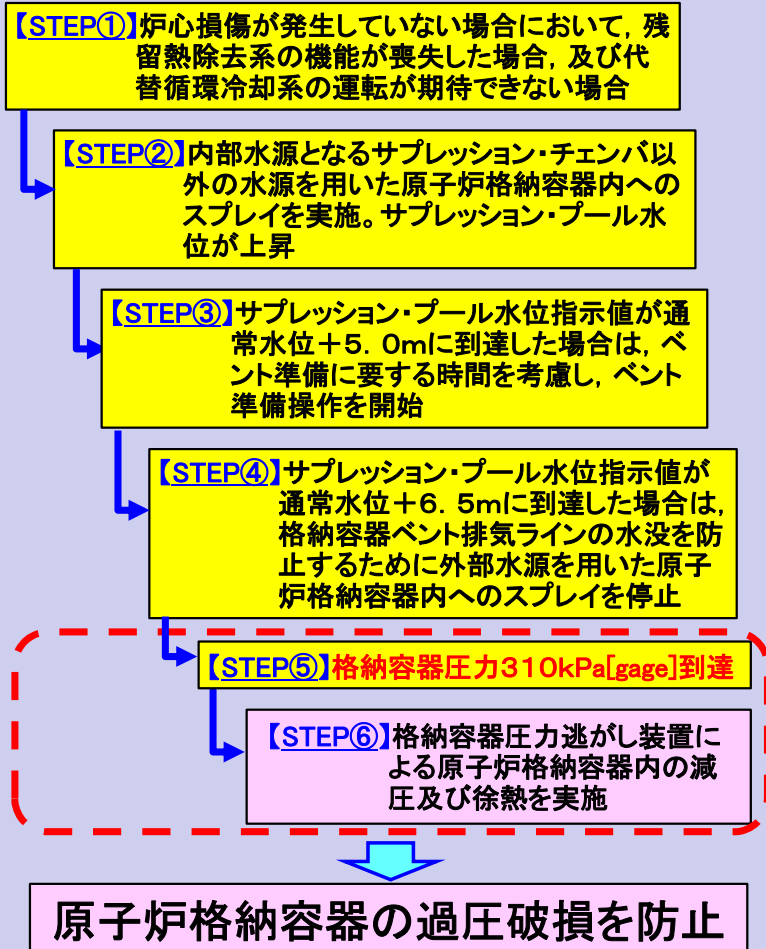 【STEP①】炉心損傷が発生していない場合において，残
留熱除去系の機能が喪失した場合，及び代
替循環冷却系の運転が期待できない場合
【STEP②】内部水源となるサプレッション・チェンバ以
外の水源を用いた原子炉格納容器内への
スプレイを実施。サプレッション・プール水
位が上昇
【STEP③】サプレッション・プール水位指示値が通
常水位＋５．０ｍに到達した場合は，ベ
ント準備に要する時間を考慮し，ベント
準備操作を開始
【STEP④】サプレッション・プール水位指示値が
通常水位＋６．５ｍに到達した場合は，
格納容器ベント排気ラインの水没を防
止するために外部水源を用いた原子
炉格納容器内へのスプレイを停止
【STEP⑤】格納容器圧力３１０kPa[gage]到達
【STEP⑥】格納容器圧力逃がし装置に
よる原子炉格納容器内の減
圧及び徐熱を実施
原子炉格納容器の過圧破損を防止